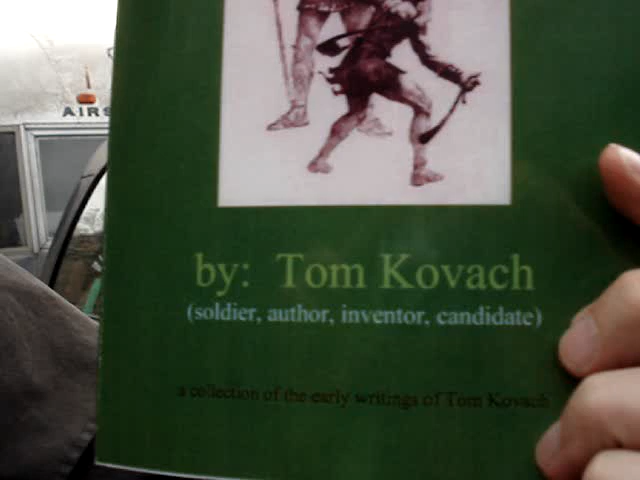 AIRS
by: Tom Kovach
(soldier, author, inventor, candidate)
a collection of the early writings of Tom Kovach